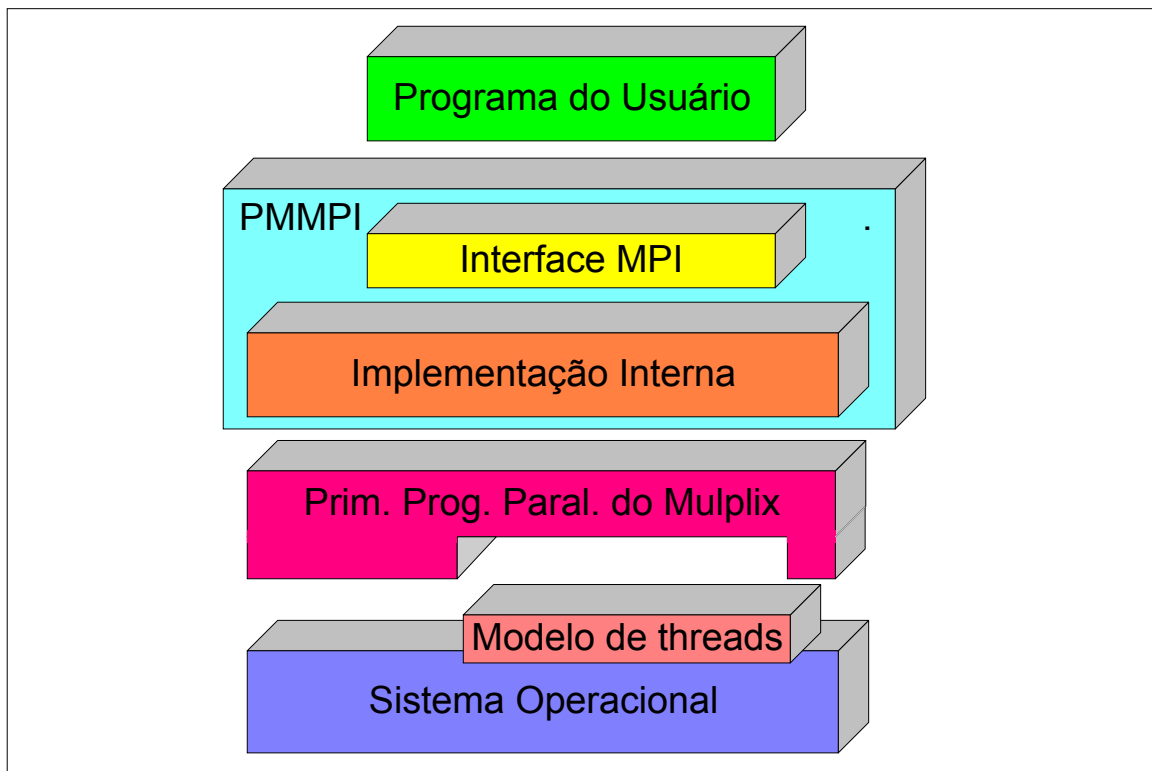 Programa do Usuário
PMMPI .
Interface MPI
Implementação Interna
Prim. Prog. Paral. do Mulplix
Modelo de threads
Sistema Operacional